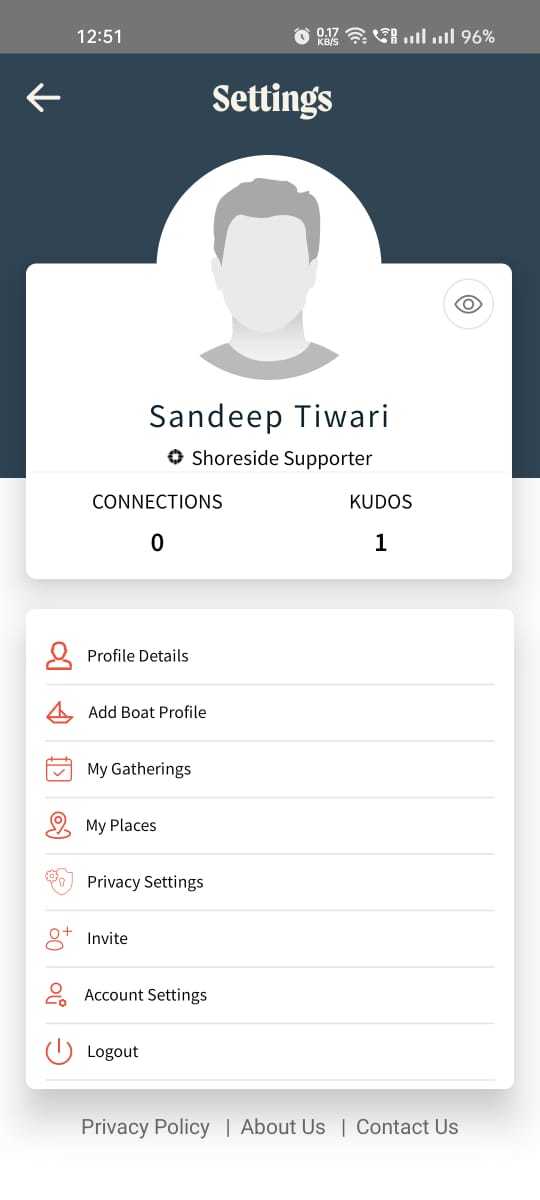 12:51 0.17 KB/S 96%
Settings
Sandeep Tiwari
Shoreside Supporter
CONNECTIONS KUDOS
0 1
Profile Details
Add Boat Profile
My Gatherings
My Places
Privacy Settings
Invite
Account Settings
Logout
Privacy Policy | About Us | Contact Us